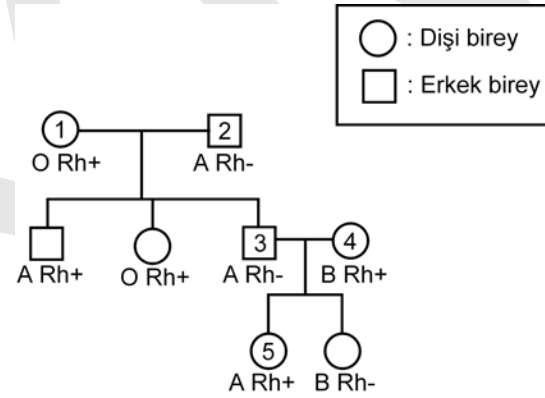 : Dişi birey
: Erkek birey
1 2
O Rh+ A Rh-
3 4
A Rh+ O Rh+ A Rh- B Rh+
5
A Rh+ B Rh-